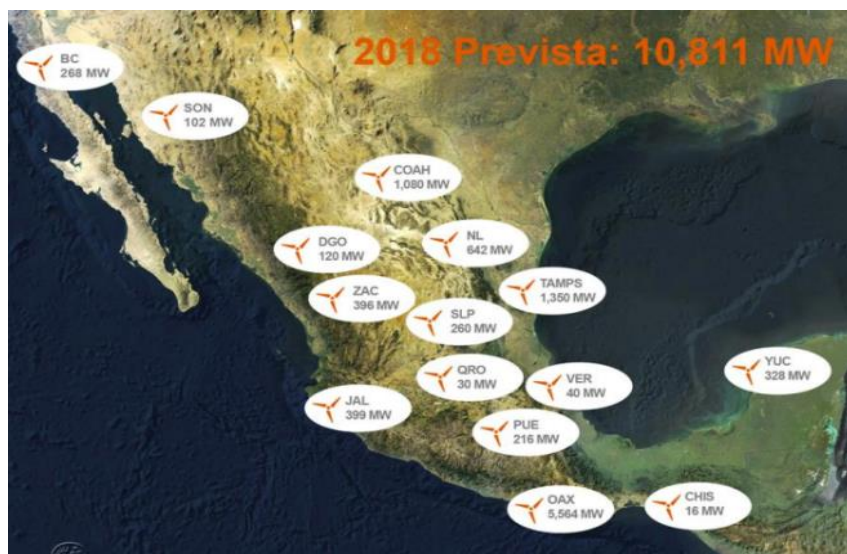 2018 Prevista: 10,811 MW
BC
268 MW
SON
102 MW
COAH
1,080 MW
DGO
120 MW
NL
642 MW
ZAC
396 MW
TAMPS
1,350 MW
SLP
260 MW
QRO
30 MW
VER
40 MW
YUC
328 MW
JAL
399 MW
PUE
216 MW
OAX
5,564 MW
CHIS
16 MW